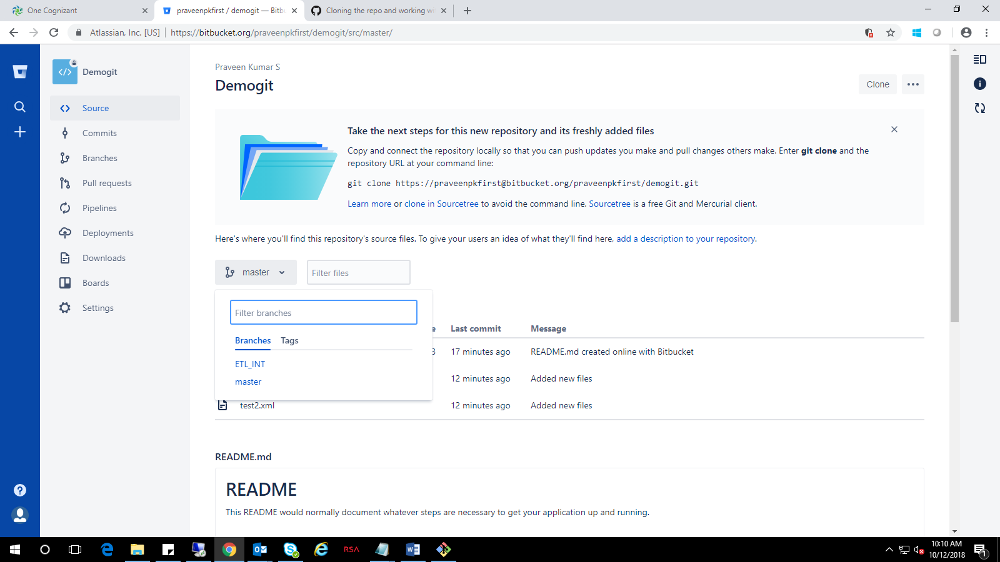 One Cognizant
praveenpkfirst / demogit — Bitbu
Cloning the repo and working wi
Atlassian, Inc. [US]
https://bitbucket.org/praveenpkfirst/demogit/src/master/
Demogit
Source
Commits
Branches
Pull requests
Pipelines
Deployments
Downloads
Boards
Settings
Praveen Kumar S
Demogit
Clone
Take the next steps for this new repository and its freshly added files
Copy and connect the repository locally so that you can push updates you make and pull changes others make. Enter git clone and the
repository URL at your command line:
git clone https://praveenpkfirst@bitbucket.org/praveenpkfirst/demogit.git
Learn more or clone in Sourcetree to avoid the command line. Sourcetree is a free Git and Mercurial client.
Here's where you'll find this repository's source files. To give your users an idea of what they'll find here, add a description to your repository.
master
Filter files
Filter branches
Branches Tags
ETL_INT
master
e Last commit Message
B 17 minutes ago README.md created online with Bitbucket
12 minutes ago Added new files
test2.xml 12 minutes ago Added new files
README.md
README
This README would normally document whatever steps are necessary to get your application up and running.
RSA
10:10 AM
10/12/2018
1